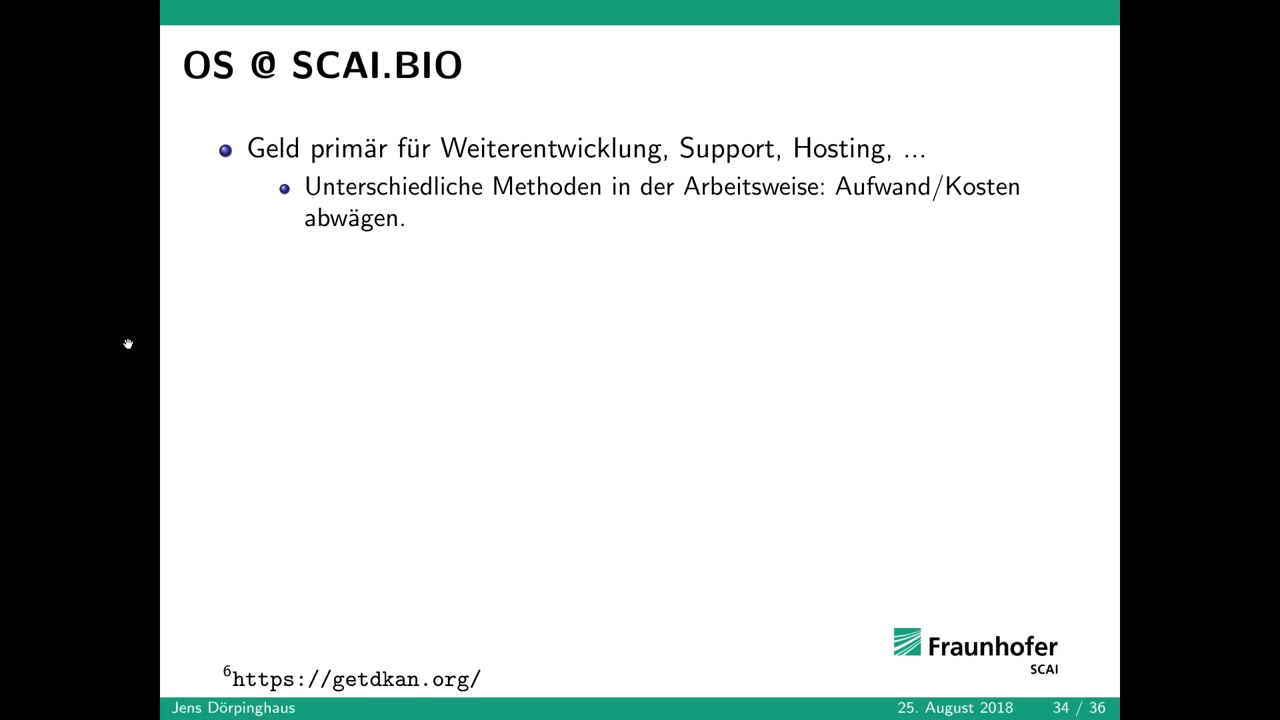 OS @ SCAI.BIO
Geld primär für Weiterentwicklung, Support, Hosting, ...
Unterschiedliche Methoden in der Arbeitsweise: Aufwand/Kosten
abwägen.
Fraunhofer
SCAI
6https://getdkan.org/
Jens Dörpinghaus 25. August 2018 34 / 36